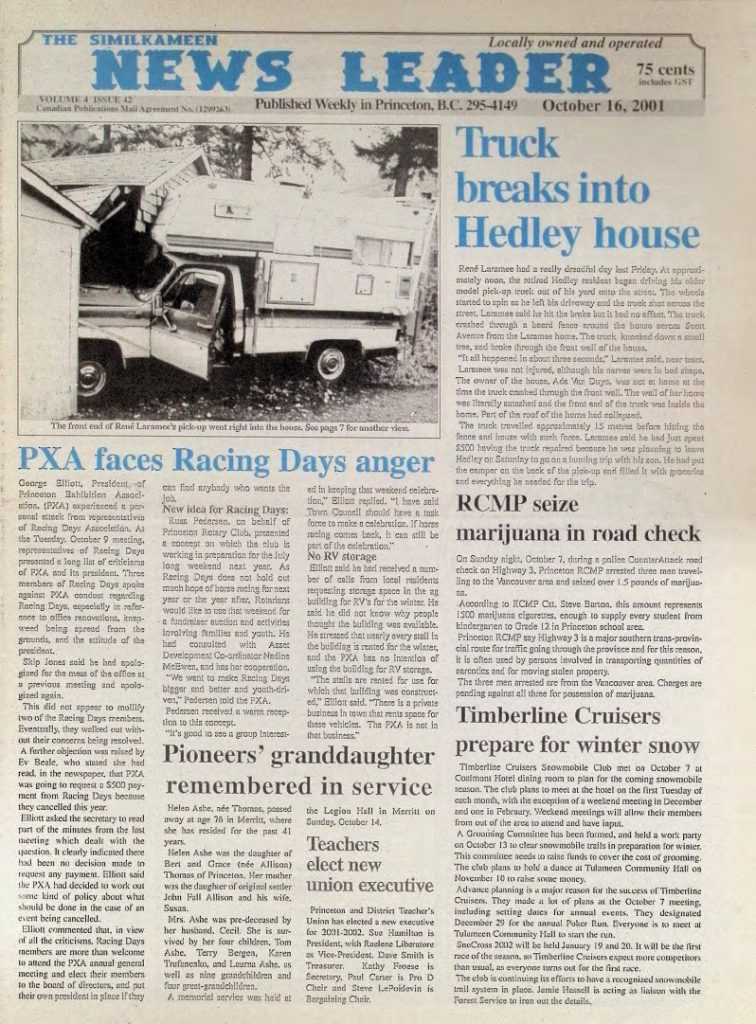 THE SIMILKAMEEN
NEWS LEADER
Locally owned and operated
75 cents
includes GST
VOLUME 4 ISSUE 42
Canadian Publications Mail Agreement No. (1299263)
Published Weekly in Princeton, B.C. 295-4149
October 16, 2001
The front end of René Laramee's pick-up went right into the house. See page 7 for another view.
Truck
breaks into
Hedley house
René Laramee had a really dreadful day last Friday. At approxi-
mately noon, the retired Hedley resident began driving his older
model pick-up truck out of his yard onto the street. The wheels
started to spin as he left his driveway and the truck shot across the
street. Laramee said he hit the brake but it had no effect. The truck
crashed through a board fence around the house across Scott
Avenue from the Laramee home. The truck knocked down a small
tree, and broke through the front wall of the house.
"It all happened in about three seconds," Laramee said, near tears.
Laramee was not injured, although his nerves were in bad shape.
The owner of the house, Ada Van Duyn, was not at home at the
time the truck crashed through the front wall. The wall of her home
was literally smashed and the front end of the truck was inside the
home. Part of the roof of the home had collapsed.
The truck travelled approximately 15 metres before hitting the
fence and house with such force. Laramee said he had just spent
$500 having the truck repaired because he was planning to leave
Hedley on Saturday to go on a hunting trip with his son. He had put
the camper on the back of the pick-up and filled it with groceries
and everything he needed for the trip.
PXA faces Racing Days anger
George Elliott, President, of
Princeton Exhibition Associ-
ation, (PXA) experienced a per-
sonal attack from representatives
of Racing Days Association. At
the Tuesday, October 9 meeting,
representatives of Racing Days
presented a long list of criticisms
of PXA and its president. Three
members of Racing Days spoke
against PXA conduct regarding
Racing Days, especially in refer-
ence to office renovations, knap-
weed being spread from the
grounds, and the attitude of the
president.
Skip Jones said he had apolo-
gized for the mess of the office at
a previous meeting and apolo-
gized again.
This did not appear to mollify
two of the Racing Days members.
Eventually, they walked out with-
out their concerns being resolved.
A further objection was raised by
Ev Beale, who stated she had
read, in the newspaper, that PXA
was going to request a $500 pay-
ment from Racing Days because
they cancelled this year.
Elliott asked the secretary to read
part of the minutes from the last
meeting which dealt with the
question. It clearly indicated there
had been no decision made to
request any payment. Elliott said
the PXA had decided to work out
some kind of policy about what
should be done in the case of an
event being cancelled.
Elliott commented that, in view
of all the criticisms, Racing Days
members are more than welcome
to attend the PXA annual general
meeting and elect their members
to the board of directors, and put
their own president in place if they
can find anybody who wants the
job.
New idea for Racing Days:
Russ Pedersen, on behalf of
Princeton Rotary Club, presented
a concept on which the club is
working in preparation for the July
long weekend next year. As
Racing Days does not hold out
much hope of horse racing for next
year or the year after, Rotarians
would like to use that weekend for
a fundraiser auction and activities
involving families and youth. He
had consulted with Asset
Development Co-ordinator Nadine
McEwen, and has her cooperation.
"We want to make Racing Days
bigger and better and youth-dri-
ven," Pedersen told the PXA.
Pedersen received a warm recep-
tion to this concept.
"It's good to see a group interest-
ed in keeping that weekend celebra-
tion," Elliott replied. "I have said
Town Council should have a task
force to make a celebration. If horse
racing comes back, it can still be
part of the celebration."
No RV storage
Elliott said he had received a num-
ber of calls from local residents
requesting storage space in the ag
building for RV's for the winter. He
said he did not know why people
thought the building was available.
He stressed that nearly every stall in
the building is rented for the winter,
and the PXA has no intention of
using the building for RV storage.
"The stalls are rented for use for
which that building was construct-
ed," Elliott said. "There is a private
business in town that rents space for
these vehicles. The PXA is not in
that business."
Pioneers' granddaughter
remembered in service
Helen Ashe, née Thomas, passed
away at age 76 in Merritt, where
she has resided for the past 41
years.
Helen Ashe was the daughter of
Bert and Grace (née Allison)
Thomas of Princeton. Her mother
was the daughter of original settler
John Fall Allison and his wife,
Susan.
Mrs. Ashe was pre-deceased by
her husband, Cecil. She is sur-
vived by her four children, Tom
Ashe, Terry Bergen, Karen
Trufanenko, and Lauma Ashe, as
well as nine grandchildren and
four great-grandchildren.
A memorial service was held at
the Legion Hall in Merritt on
Sunday, October 14.
Teachers
elect new
union executive
Princeton and District Teacher's
Union has elected a new executive
for 2001-2002. Sue Hamilton is
President, with Raelene Liberatore
as Vice-President. Dave Smith is
Treasurer. Kathy Froese is
Secretary, Paul Carter is Pro D
Chair and Steve LePoidevin is
Bargaining Chair.
RCMP seize
marijuana in road check
On Sunday night, October 7, during a police CounterAttack road
check on Highway 3, Princeton RCMP arrested three men travel-
ling to the Vancouver area and seized over 1.5 pounds of marijua-
na.
According to RCMP Cst. Steve Barton, this amount represents
1500 marijuana cigarettes, enough to supply every student from
kindergarten to Grade 12 in Princeton school area.
Princeton RCMP say Highway 3 is a major southern trans-provin-
cial route for traffic going through the province and for this reason,
it is often used by persons involved in transporting quantities of
narcotics and for moving stolen property.
The three men arrested are from the Vancouver area. Charges are
pending against all three for possession of marijuana.
Timberline Cruisers
prepare for winter snow
Timberline Cruisers Snowmobile Club met on October 7 at
Coalmont Hotel dining room to plan for the coming snowmobile
season. The club plans to meet at the hotel on the first Tuesday of
each month, with the exception of a weekend meeting in December
and one in February. Weekend meetings will allow their members
from out of the area to attend and have input.
A Grooming Committee has been formed, and held a work party
on October 13 to clear snowmobile trails in preparation for winter.
This committee needs to raise funds to cover the cost of grooming.
The club plans to hold a dance at Tulameen Community Hall on
November 10 to raise some money.
Advance planning is a major reason for the success of Timberline
Cruisers. They made a lot of plans at the October 7 meeting,
including setting dates for annual events. They designated
December 29 for the annual Poker Run. Everyone is to meet at
Tulameen Community Hall to start the run.
SnoCross 2002 will be held January 19 and 20. It will be the first
race of the season, so Timberline Cruisers expect more competitors
than usual, as everyone turns out for the first race.
The club is continuing its efforts to have a recognized snowmobile
trail system in place. Jamie Hassell is acting as liaison with the
Forest Service to iron out the details.